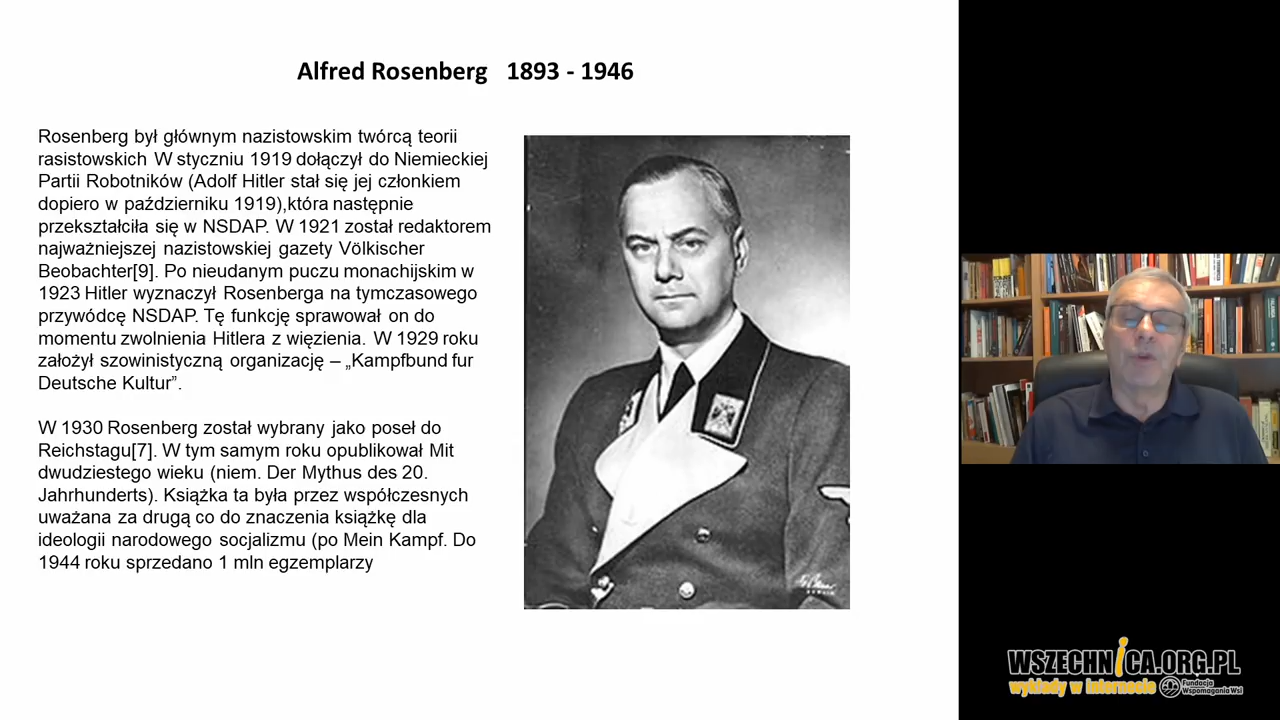 Alfred Rosenberg 1893 - 1946
Rosenberg był głównym nazistowskim twórcą teorii
rasistowskich W styczniu 1919 dołączył do Niemieckiej
Partii Robotników (Adolf Hitler stał się jej członkiem
dopiero w październiku 1919),która następnie
przekształciła się w NSDAP. W 1921 został redaktorem
najważniejszej nazistowskiej gazety Völkischer
Beobachter[9]. Po nieudanym puczu monachijskim w
1923 Hitler wyznaczył Rosenberga na tymczasowego
przywódcę NSDAP. Tę funkcję sprawował on do
momentu zwolnienia Hitlera z więzienia. W 1929 roku
założył szowinistyczną organizację – „Kampfbund fur
Deutsche Kultur”.
W 1930 Rosenberg został wybrany jako poseł do
Reichstagu[7]. W tym samym roku opublikował Mit
dwudziestego wieku (niem. Der Mythus des 20.
Jahrhunderts). Książka ta była przez współczesnych
uważana za drugą co do znaczenia książkę dla
ideologii narodowego socjalizmu (po Mein Kampf. Do
1944 roku sprzedano 1 mln egzemplarzy
WSZECHNICA.ORG.PL
wykłady w internecie
Fundacja
Wspomagania Wsi